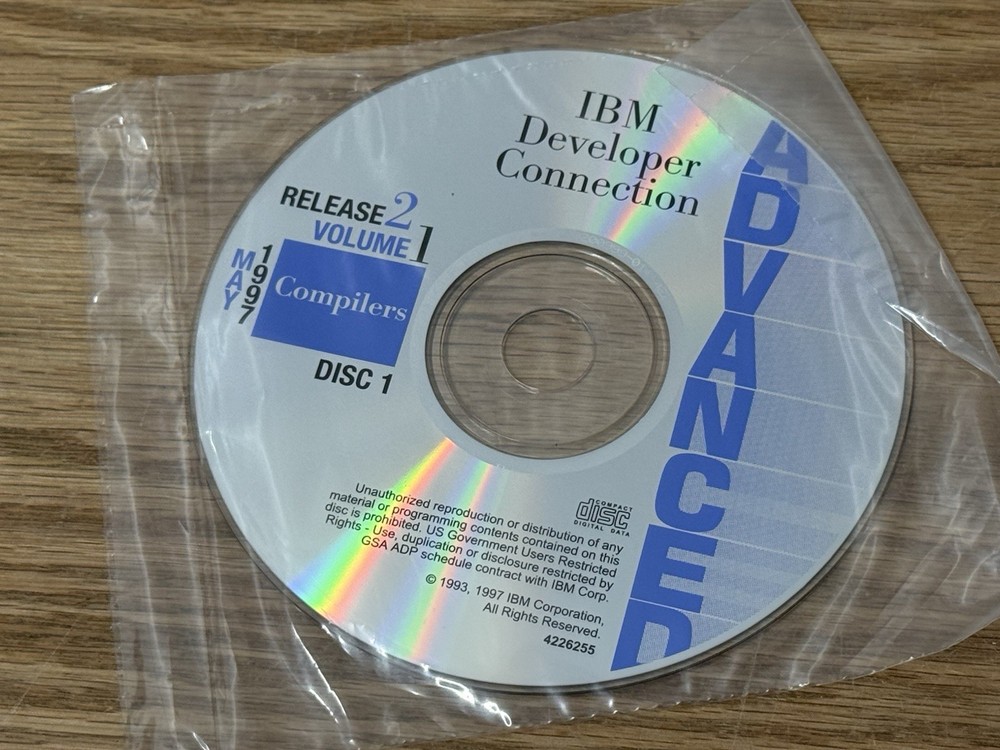 IBM
Developer
Connection
ADVANCED
RELEASE 2
VOLUME 1
MAY 1997
Compilers
DISC 1
COMPACT
disc
DIGITAL DATA
Unauthorized reproduction or distribution of any
material or programming contents contained on this
disc is prohibited. US Government Users Restricted
Rights - Use, duplication or disclosure restricted by
GSA ADP schedule contract with IBM Corp.
© 1993, 1997 IBM Corporation,
All Rights Reserved.
4226255